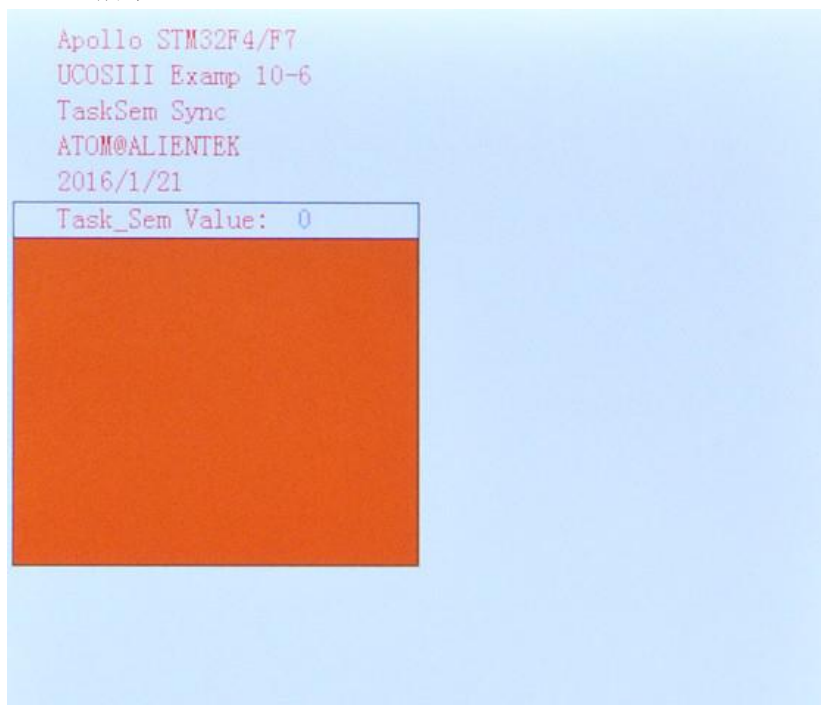 Apollo STM32F4/F7
UCOSIII Examp 10-6
TaskSem Sync
ATOM@ALIENTEK
2016/1/21
Task_Sem Value: 0